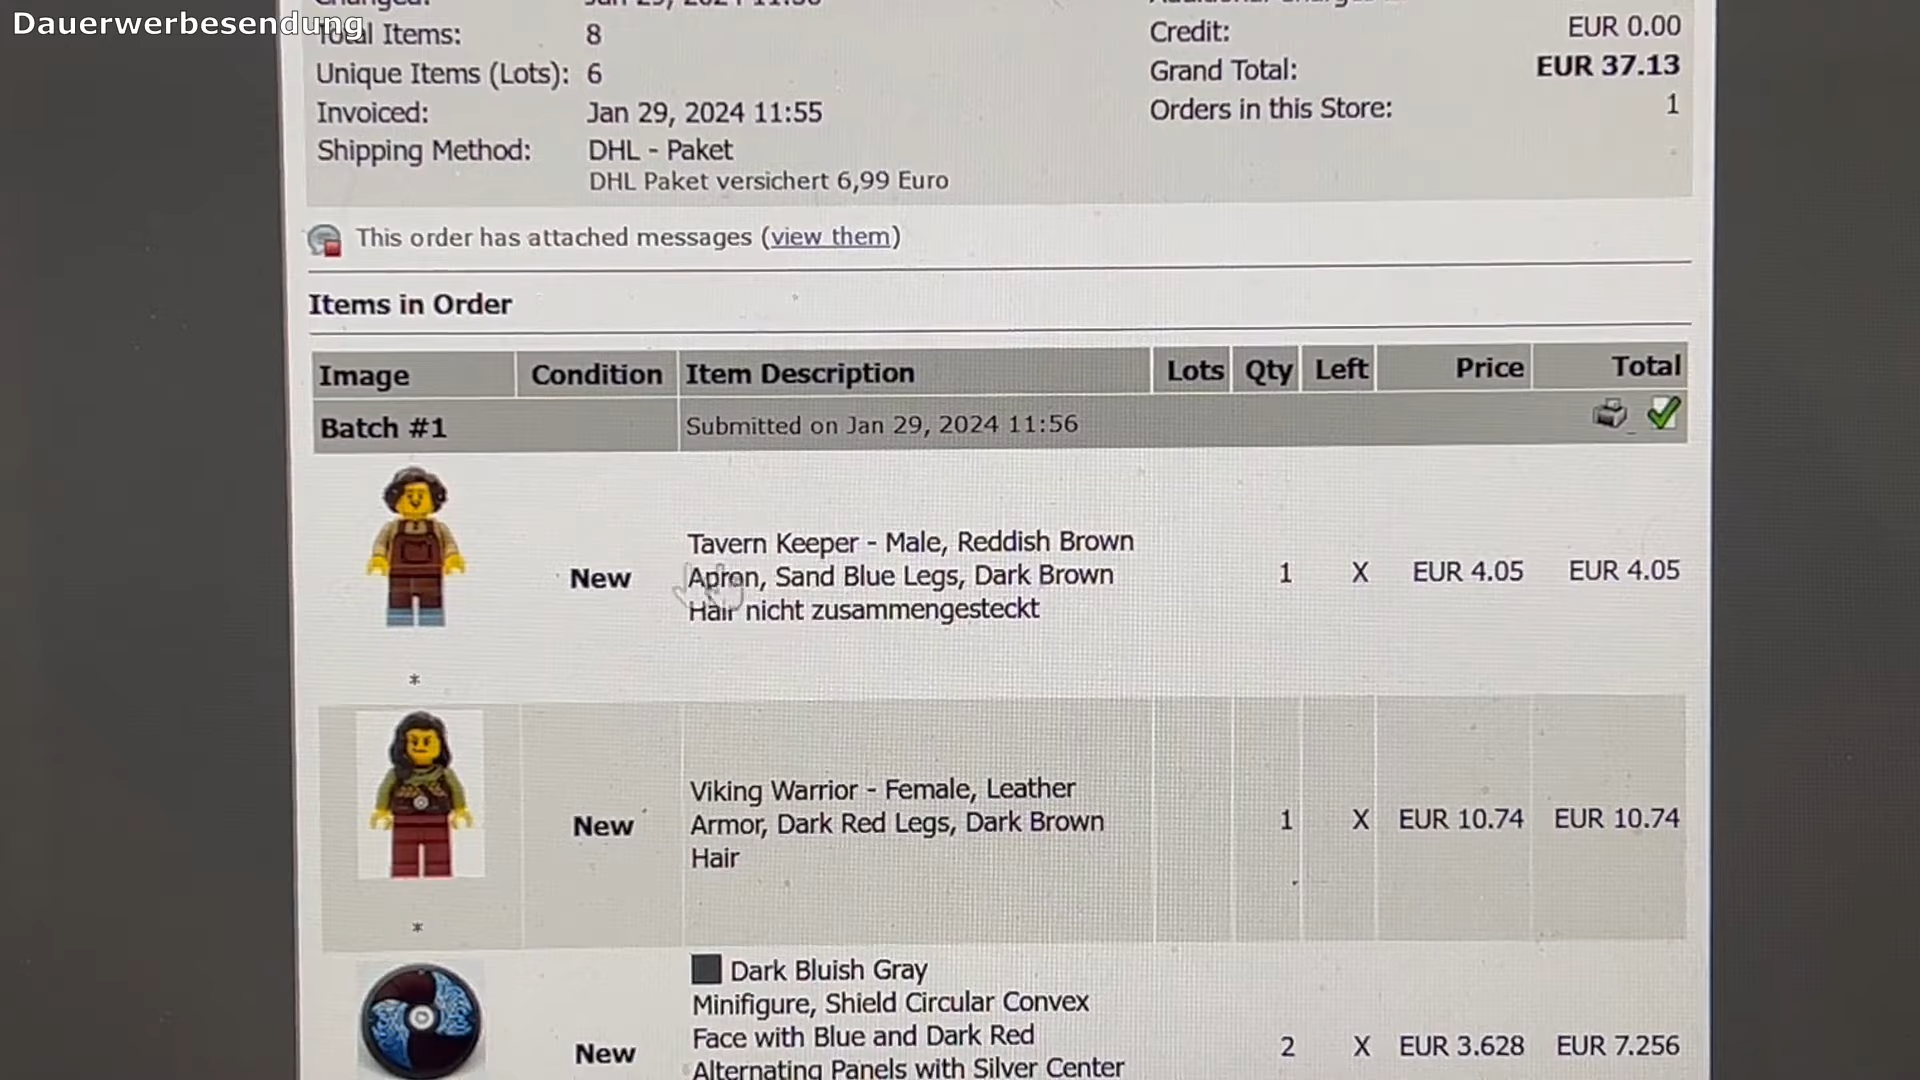 Dauerwerbesendung
Total Items: 8
Credit: EUR 0.00
Unique Items (Lots): 6
Grand Total: EUR 37.13
Invoiced: Jan 29, 2024 11:55
Orders in this Store: 1
Shipping Method: DHL - Paket
DHL Paket versichert 6,99 Euro
This order has attached messages (view them)
Items in Order
Image Condition Item Description Lots Qty Left Price Total
Batch #1 Submitted on Jan 29, 2024 11:56
Tavern Keeper - Male, Reddish Brown
New Apron, Sand Blue Legs, Dark Brown 1 X EUR 4.05 EUR 4.05
Hair nicht zusammengesteckt
*
Viking Warrior - Female, Leather
New Armor, Dark Red Legs, Dark Brown 1 X EUR 10.74 EUR 10.74
Hair
*
Dark Bluish Gray
Minifigure, Shield Circular Convex
New Face with Blue and Dark Red 2 X EUR 3.628 EUR 7.256
Alternating Panels with Silver Center